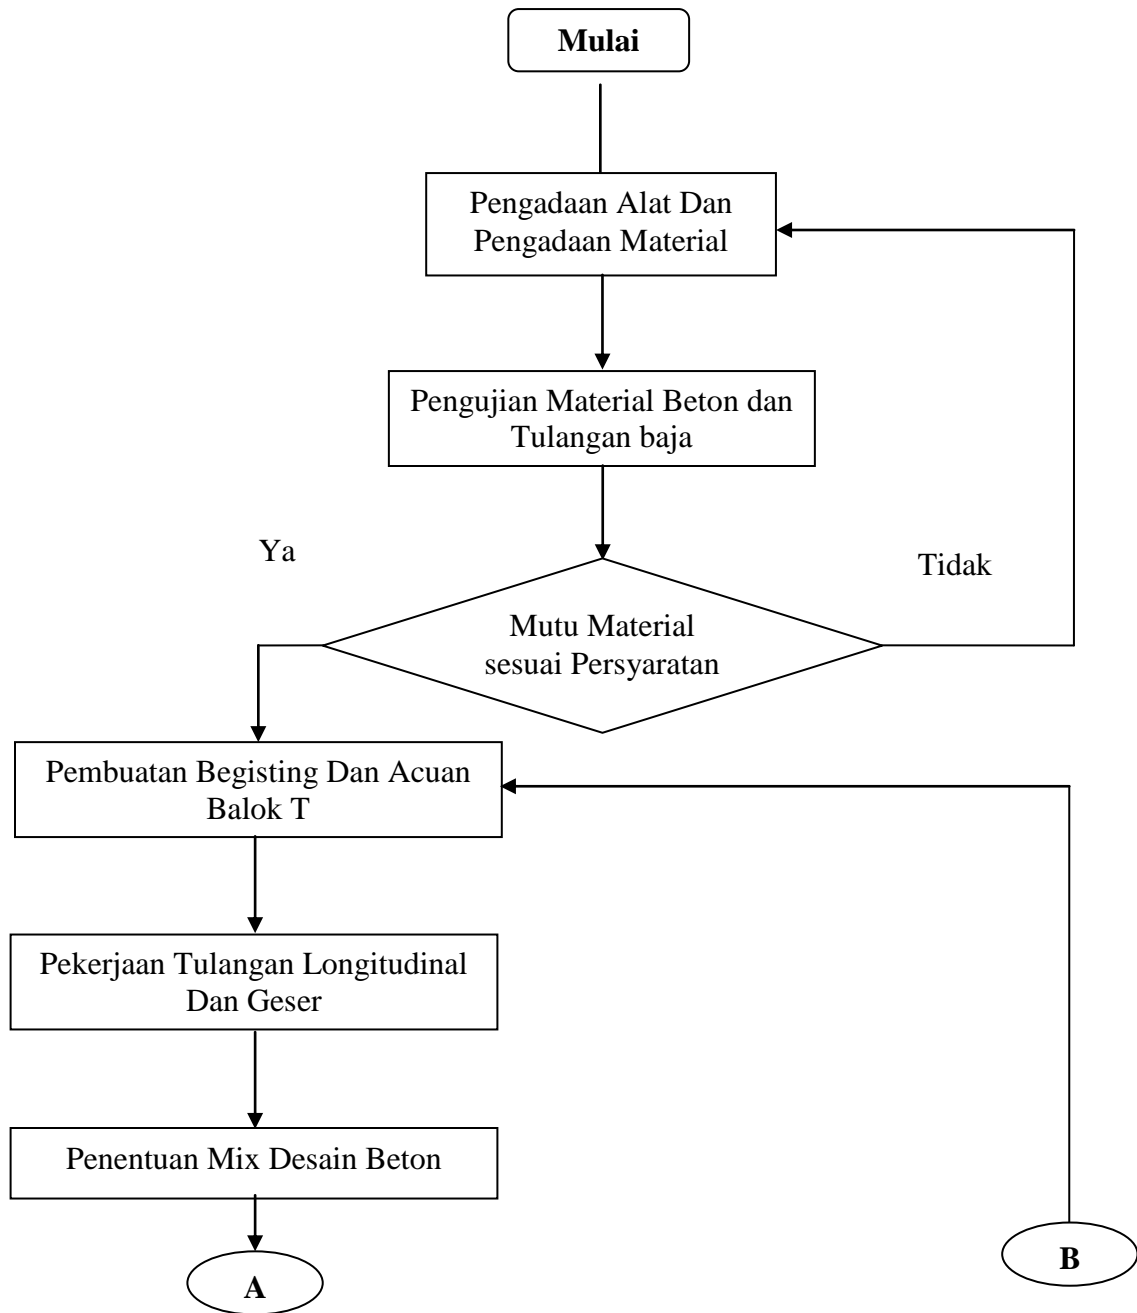 Mulai
Pengadaan Alat Dan
Pengadaan Material
Pengujian Material Beton dan
Tulangan baja
Ya
Tidak
Mutu Material
sesuai Persyaratan
Pembuatan Begisting Dan Acuan
Balok T
Pekerjaan Tulangan Longitudinal
Dan Geser
Penentuan Mix Desain Beton
A
B